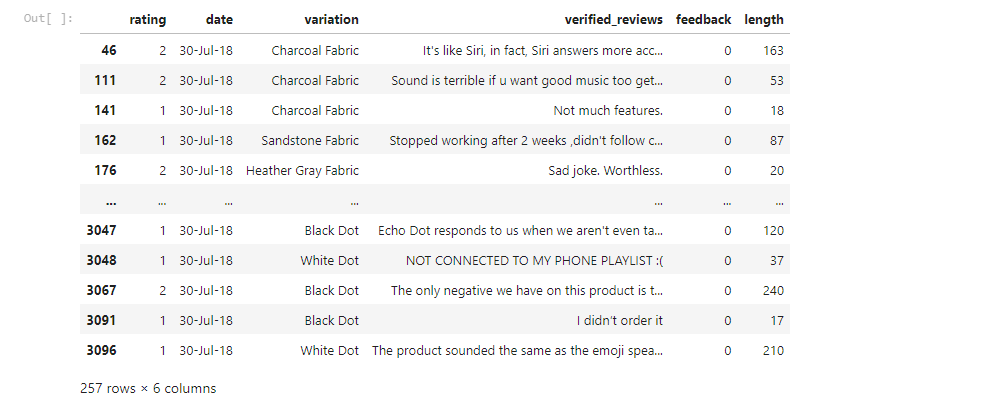 Out[ ]:
rating date variation verified_reviews feedback length
46 2 30-Jul-18 Charcoal Fabric It's like Siri, in fact, Siri answers more acc... 0 163
111 2 30-Jul-18 Charcoal Fabric Sound is terrible if u want good music too get... 0 53
141 1 30-Jul-18 Charcoal Fabric Not much features. 0 18
162 1 30-Jul-18 Sandstone Fabric Stopped working after 2 weeks ,didn't follow c... 0 87
176 2 30-Jul-18 Heather Gray Fabric Sad joke. Worthless. 0 20
... ... ... ... ... ... ...
3047 1 30-Jul-18 Black Dot Echo Dot responds to us when we aren't even ta... 0 120
3048 1 30-Jul-18 White Dot NOT CONNECTED TO MY PHONE PLAYLIST :( 0 37
3067 2 30-Jul-18 Black Dot The only negative we have on this product is t... 0 240
3091 1 30-Jul-18 Black Dot I didn't order it 0 17
3096 1 30-Jul-18 White Dot The product sounded the same as the emoji spea... 0 210
257 rows × 6 columns